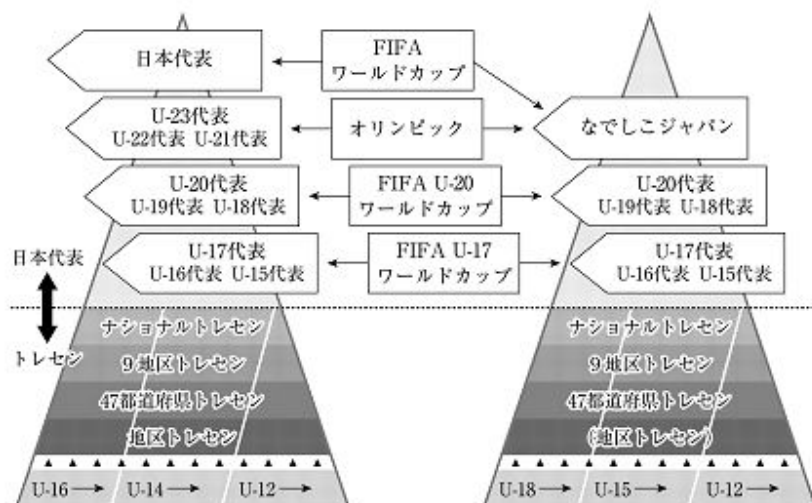 日本代表
FIFA
ワールドカップ
U-23代表
U-22代表 U-21代表
オリンピック
なでしこジャパン
U-20代表
U-19代表 U-18代表
FIFA U-20
ワールドカップ
U-20代表
U-19代表 U-18代表
U-17代表
U-16代表 U-15代表
FIFA U-17
ワールドカップ
U-17代表
U-16代表 U-15代表
日本代表
トレセン
ナショナルトレセン
9地区トレセン
47都道府県トレセン
地区トレセン
ナショナルトレセン
9地区トレセン
47都道府県トレセン
(地区トレセン)
U-16 U-14 U-12
U-18 U-15 U-12